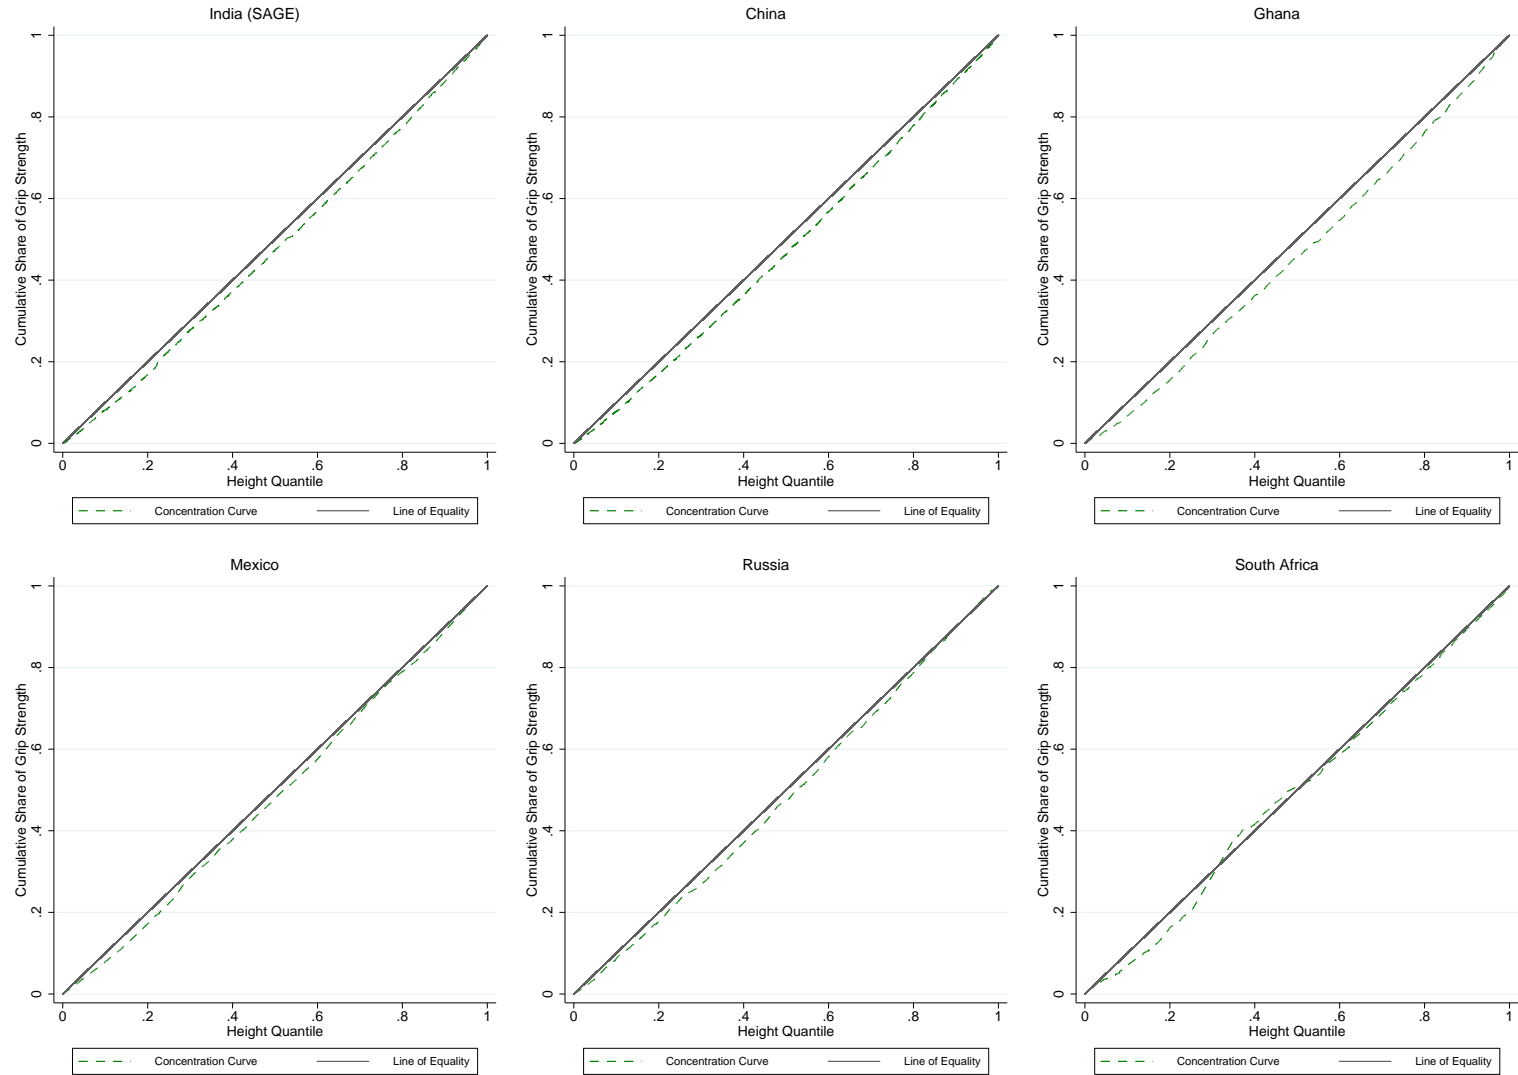 India (SAGE)
Cumulative Share of Grip Strength
1
.8
.6
.4
.2
0
0 .2 .4 .6 .8 1
Height Quantile
Concentration Curve Line of Equality
China
Cumulative Share of Grip Strength
1
.8
.6
.4
.2
0
0 .2 .4 .6 .8 1
Height Quantile
Concentration Curve Line of Equality
Ghana
Cumulative Share of Grip Strength
1
.8
.6
.4
.2
0
0 .2 .4 .6 .8 1
Height Quantile
Concentration Curve Line of Equality
Mexico
Cumulative Share of Grip Strength
1
.8
.6
.4
.2
0
0 .2 .4 .6 .8 1
Height Quantile
Concentration Curve Line of Equality
Russia
Cumulative Share of Grip Strength
1
.8
.6
.4
.2
0
0 .2 .4 .6 .8 1
Height Quantile
Concentration Curve Line of Equality
South Africa
Cumulative Share of Grip Strength
1
.8
.6
.4
.2
0
0 .2 .4 .6 .8 1
Height Quantile
Concentration Curve Line of Equality